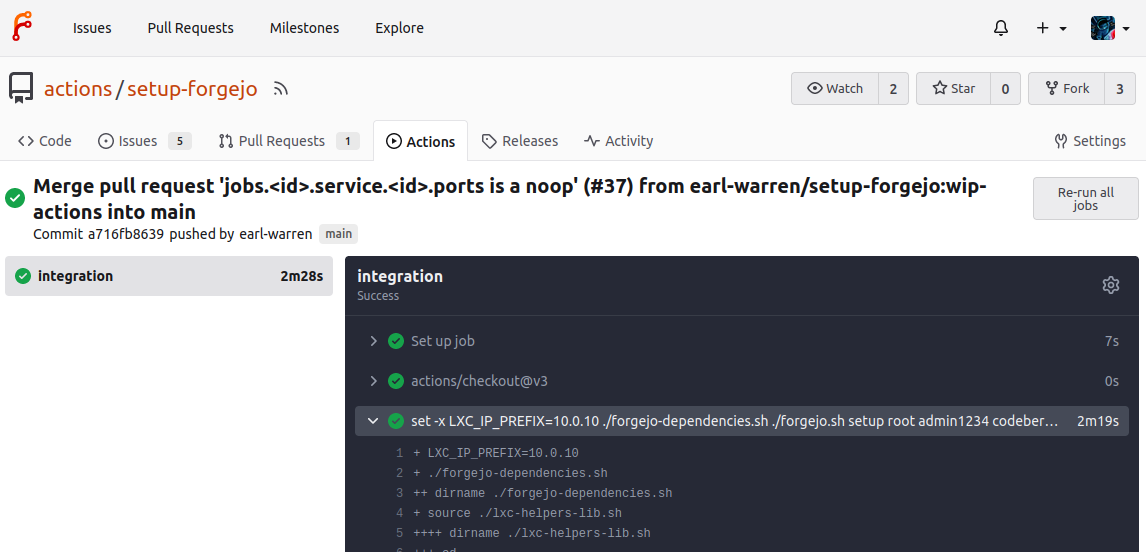 Issues Pull Requests Milestones Explore
actions / setup-forgejo
Watch 2 Star 0 Fork 3
Code Issues 5 Pull Requests 1 Actions Releases Activity Settings
Merge pull request 'jobs.<id>.service.<id>.ports is a noop' (#37) from earl-warren/setup-forgejo:wip-
actions into main
Re-run all
jobs
Commit a716fb8639 pushed by earl-warren main
integration 2m28s
integration
Success
Set up job 7s
actions/checkout@v3 0s
set -x LXC_IP_PREFIX=10.0.10 ./forgejo-dependencies.sh ./forgejo.sh setup root admin1234 codeber… 2m19s
1 + LXC_IP_PREFIX=10.0.10
2 + ./forgejo-dependencies.sh
3 ++ dirname ./forgejo-dependencies.sh
4 + source ./lxc-helpers-lib.sh
5 ++++ dirname ./lxc-helpers-lib.sh